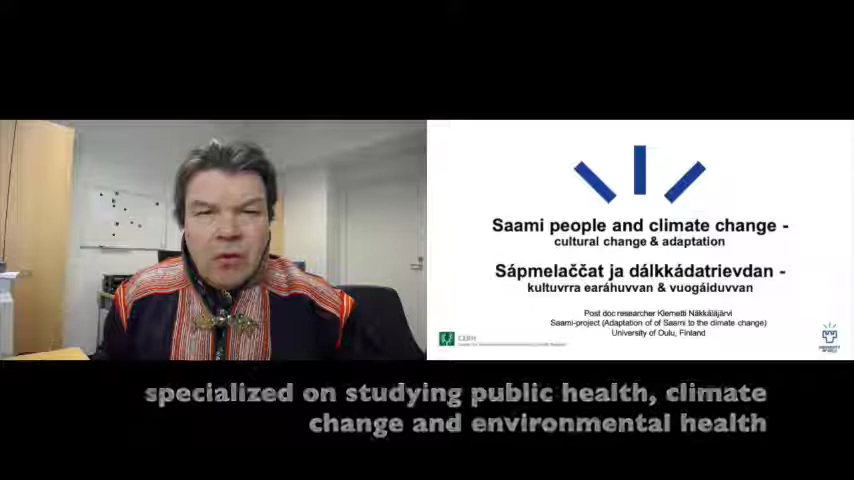 Saami people and climate change -
cultural change & adaptation
Sápmelaččat ja dálkkádatrievdan -
kultuvrra earáhuvvan & vuogáiduvvan
Post doc researcher Klemetti Näkkäläjärvi
Saami-project (Adaptation of of Saami to the climate change)
University of Oulu, Finland
CERH
specialized on studying public health, climate
change and environmental health